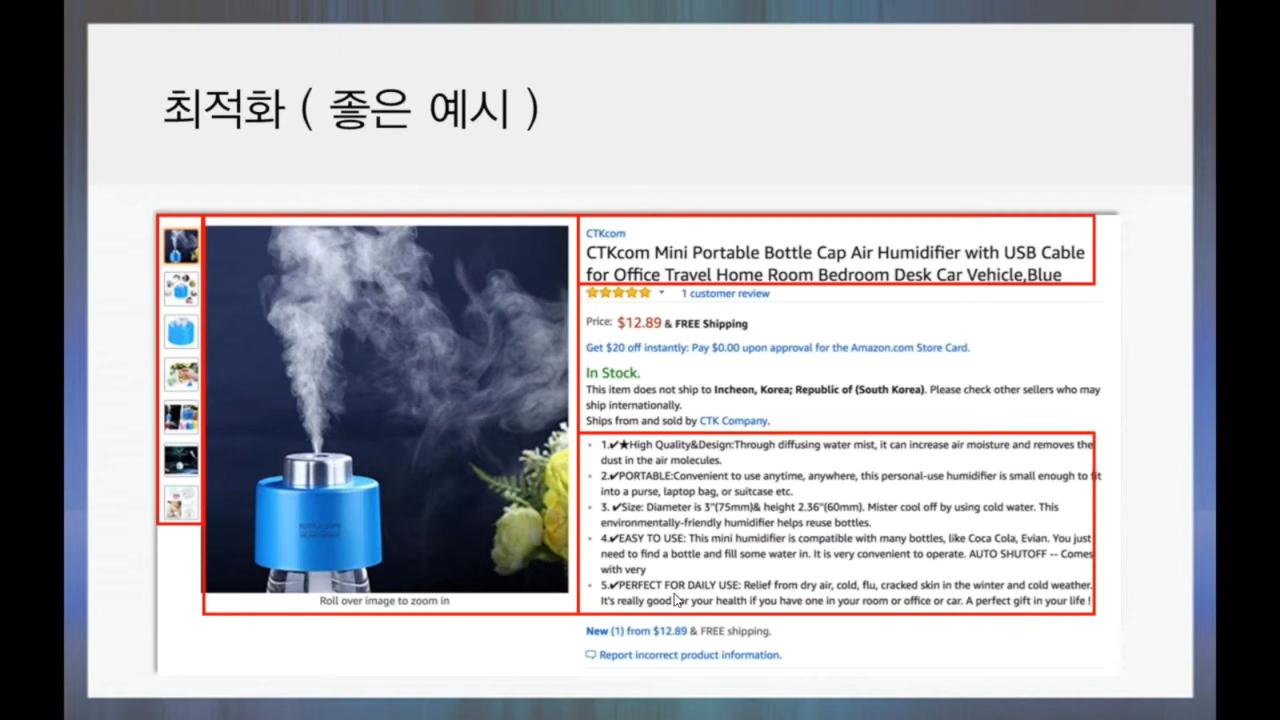 최적화 ( 좋은 예시 )
CTKcom
CTKcom Mini Portable Bottle Cap Air Humidifier with USB Cable
for Office Travel Home Room Bedroom Desk Car Vehicle,Blue
1 customer review
Price: $12.89 & FREE Shipping
Get $20 off instantly: Pay $0.00 upon approval for the Amazon.com Store Card.
In Stock.
This item does not ship to Incheon, Korea; Republic of (South Korea). Please check other sellers who may
ship internationally.
Ships from and sold by CTK Company.
1.✔★High Quality&Design:Through diffusing water mist, it can increase air moisture and removes the
dust in the air molecules.
2.✔PORTABLE:Convenient to use anytime, anywhere, this personal-use humidifier is small enough to fit
into a purse, laptop bag, or suitcase etc.
3. ✔Size: Diameter is 3"(75mm)& height 2.36"(60mm). Mister cool off by using cold water. This
environmentally-friendly humidifier helps reuse bottles.
4.✔EASY TO USE: This mini humidifier is compatible with many bottles, like Coca Cola, Evian. You just
need to find a bottle and fill some water in. It is very convenient to operate. AUTO SHUTOFF -- Comes
with very
5.✔PERFECT FOR DAILY USE: Relief from dry air, cold, flu, cracked skin in the winter and cold weather.
It's really good for your health if you have one in your room or office or car. A perfect gift in your life !
Roll over image to zoom in
New (1) from $12.89 & FREE shipping.
Report incorrect product information.